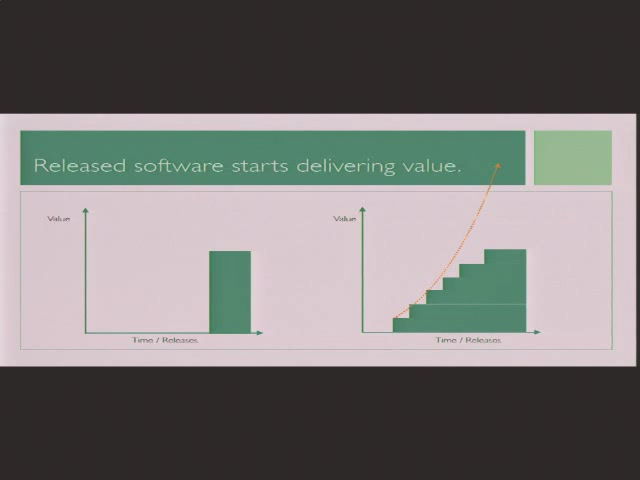 Released software starts delivering value.
Value
Value
Time / Releases
Time / Releases